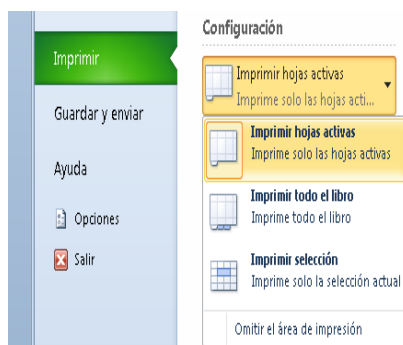 Imprimir
Guardar y enviar
Ayuda
Opciones
Salir
Configuración
Imprimir hojas activas
Imprime solo las hojas acti...
Imprimir hojas activas
Imprime solo las hojas activas
Imprimir todo el libro
Imprime todo el libro
Imprimir selección
Imprime solo la selección actual
Omitir el área de impresión